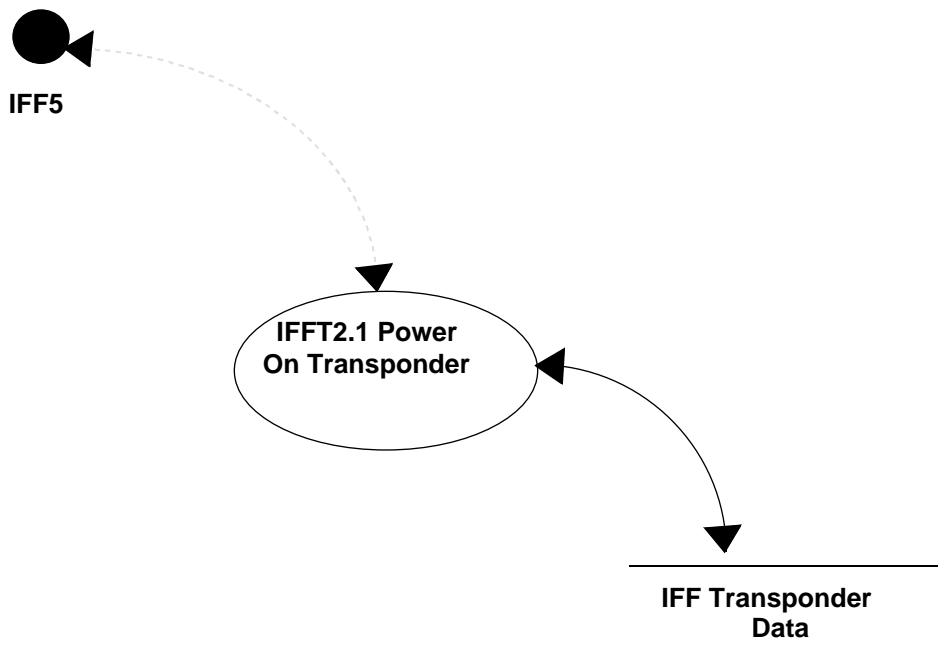 IFF5
IFFT2.1 Power
On Transponder
IFF Transponder
Data